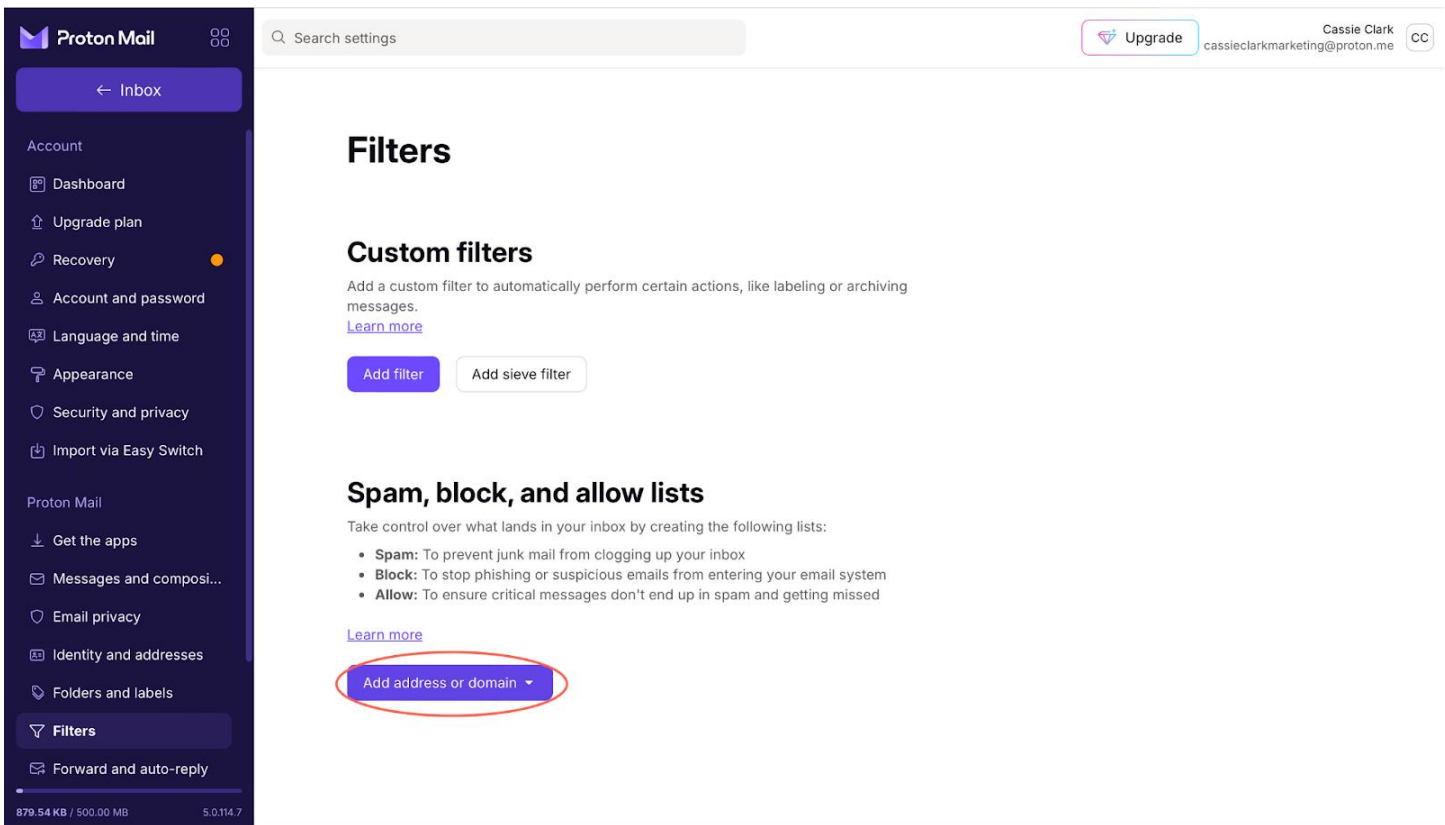 Proton Mail
Search settings
Upgrade
Cassie Clark
cassieclarkmarketing@proton.me
CC
← Inbox
Account
Dashboard
Upgrade plan
Recovery
Account and password
Language and time
Appearance
Security and privacy
Import via Easy Switch
Proton Mail
Get the apps
Messages and composi...
Email privacy
Identity and addresses
Folders and labels
Filters
Forward and auto-reply
879.54 KB / 500.00 MB
5.0.114.7
Filters
Custom filters
Add a custom filter to automatically perform certain actions, like labeling or archiving
messages.
Learn more
Add filter
Add sieve filter
Spam, block, and allow lists
Take control over what lands in your inbox by creating the following lists:
• Spam: To prevent junk mail from clogging up your inbox
• Block: To stop phishing or suspicious emails from entering your email system
• Allow: To ensure critical messages don't end up in spam and getting missed
Learn more
Add address or domain